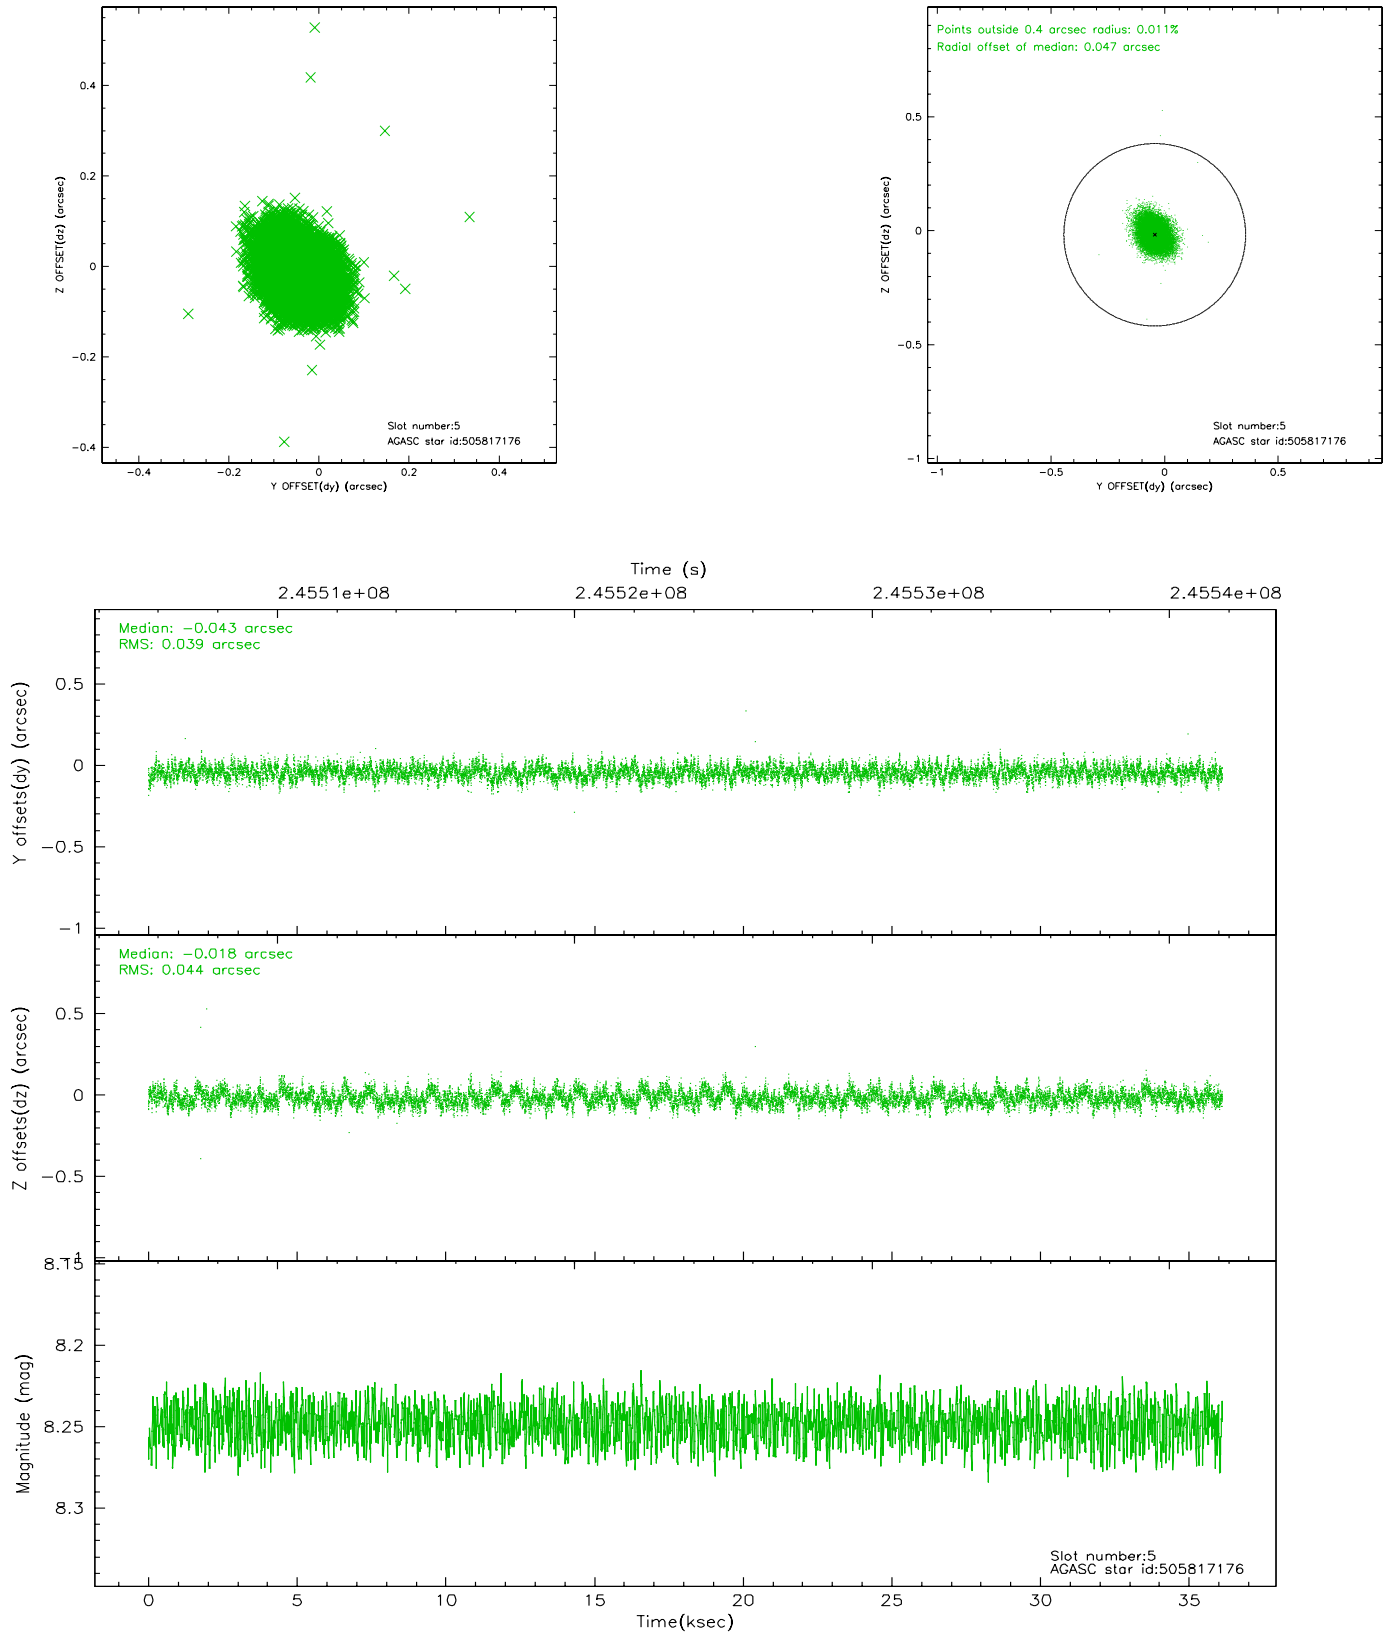 Points outside 0.4 arcsec radius: 0.011%
Radial offset of median: 0.047 arcsec
0.4
0.2
0
−0.2
−0.4
Z OFFSET(dz) (arcsec)
Slot number:5
AGASC star id:505817176
−0.4 −0.2 0 0.2 0.4
Y OFFSET(dy) (arcsec)
0.5
0
−0.5
−1
Z OFFSET(dz) (arcsec)
Slot number:5
AGASC star id:505817176
−1 −0.5 0 0.5
Y OFFSET(dy) (arcsec)
Time (s)
2.4551e+08 2.4552e+08 2.4553e+08 2.4554e+08
Median: −0.043 arcsec
RMS: 0.039 arcsec
0.5
0
−0.5
−1
Y offsets(dy) (arcsec)
Median: −0.018 arcsec
RMS: 0.044 arcsec
0.5
0
−0.5
−1
Z offsets(dz) (arcsec)
8.15
8.2
8.25
8.3
Magnitude (mag)
Slot number:5
AGASC star id:505817176
0 5 10 15 20 25 30 35
Time(ksec)